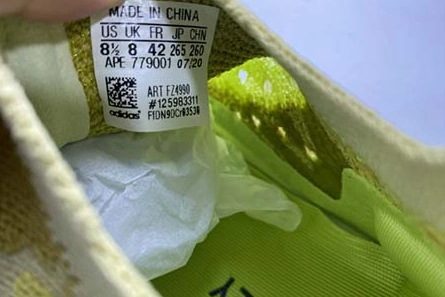 MADE IN CHINA
US UK FR JP CHN
8½ 8 42 265 260
APE 779001 07/20
ART FZ4990
#125983311
adidas